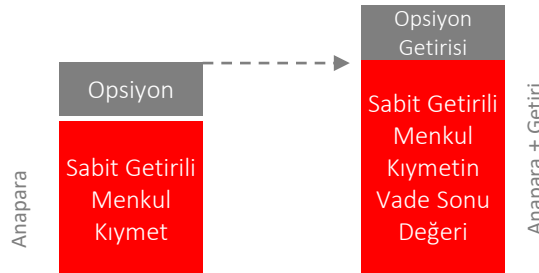 Anapara
Opsiyon
Sabit Getirili
Menkul
Kıymet
Opsiyon
Getirisi
Sabit Getirili
Menkul
Kıymetin
Vade Sonu
Değeri
Anapara + Getiri